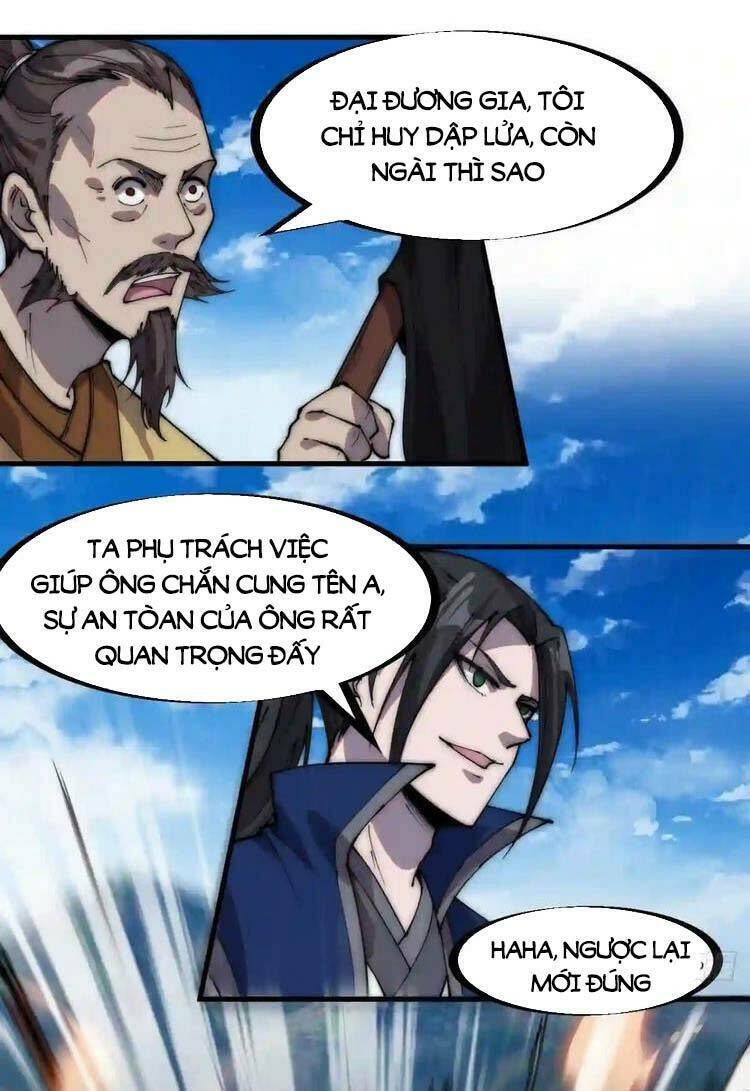 ĐẠI ĐƯƠNG GIA, TÔI
CHỈ HUY DẬP LỬA, CÒN
NGÀI THÌ SAO
TA PHỤ TRÁCH VIỆC
GIÚP ÔNG CHẮN CUNG TÊN A,
SỰ AN TOÀN CỦA ÔNG RẤT
QUAN TRỌNG ĐẤY
HAHA, NGƯỢC LẠI
MỚI ĐÚNG